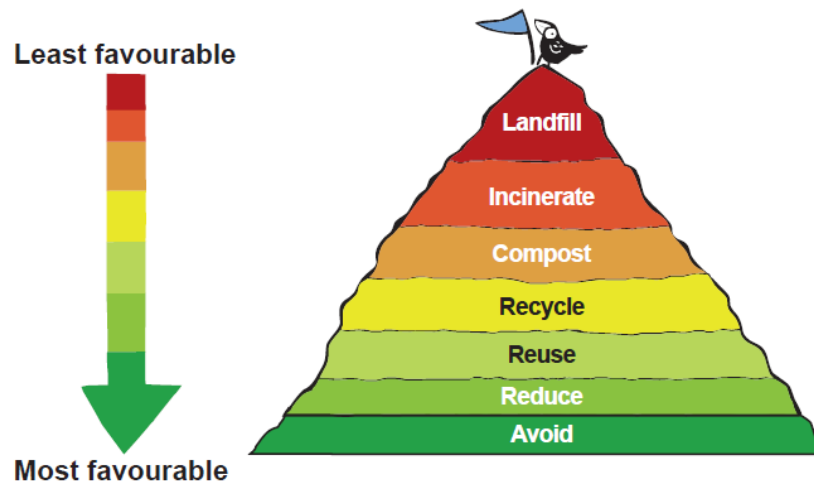 Least favourable
Landfill
Incinerate
Compost
Recycle
Reuse
Reduce
Avoid
Most favourable